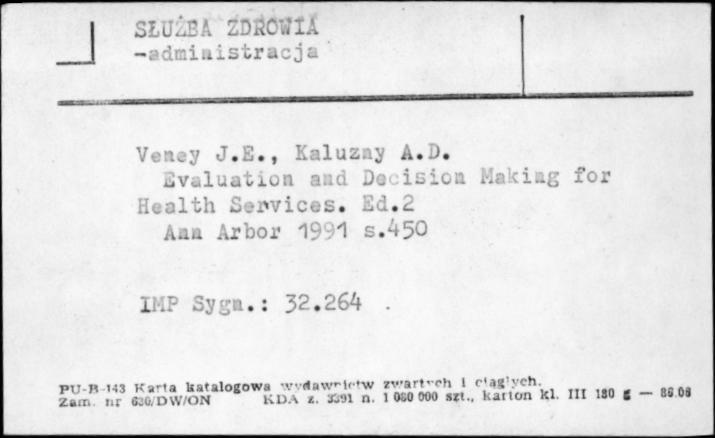 SŁUŻBA ZDROWIA
-administracja
Veney J.E., Kaluzny A.D.
Evaluation and Decision Making for
Health Services. Ed.2
Ann Arbor 1991 s.450
IMP Sygn.: 32.264
PU-B-143 Karta katalogowa wydawnictw zwartych i ciągłych.
Zam. nr 630/DW/ON KDA z. 3391 n. 1 080 000 szt., karton kl. III 180 g — 86.08